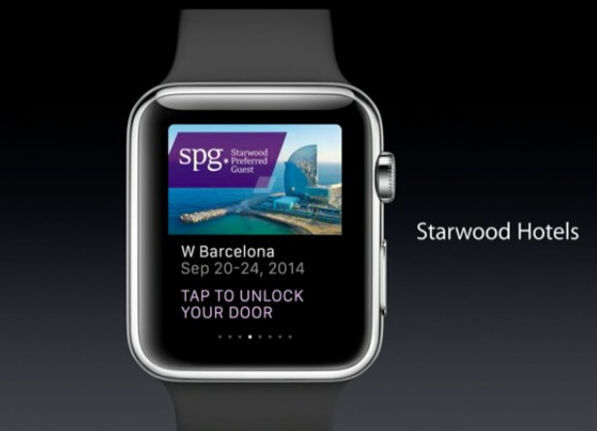 spg. Starwood
Preferred
Guest
W Barcelona
Sep 20-24, 2014
TAP TO UNLOCK
YOUR DOOR
Starwood Hotels